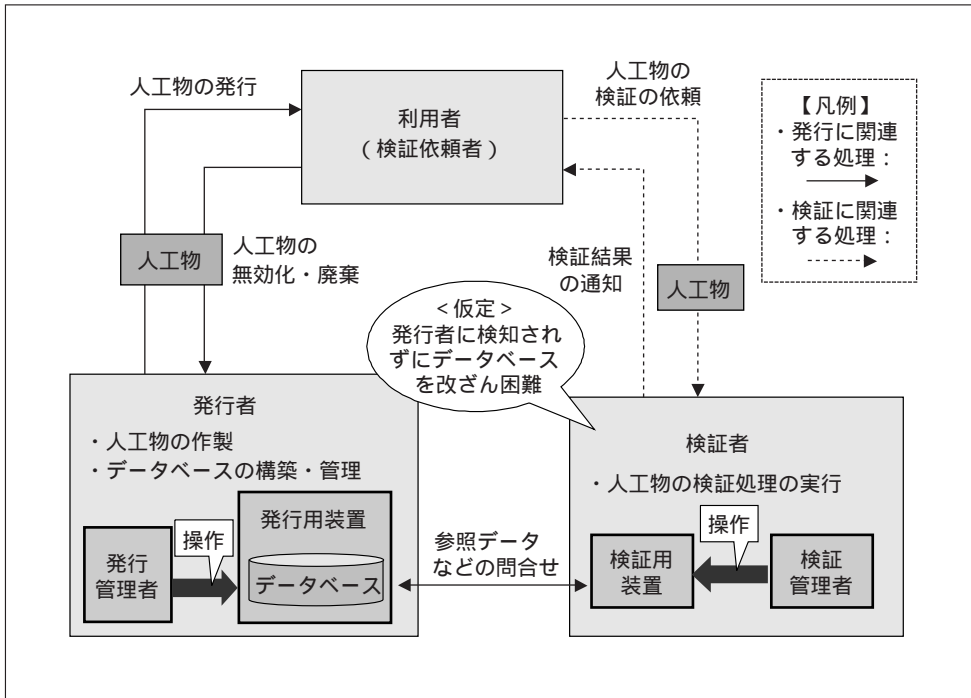 人工物の発行
利用者
(検証依頼者)
人工物の
検証の依頼
【凡例】
・発行に関連
する処理：
・検証に関連
する処理：
人工物
人工物の
無効化・廃棄
検証結果
の通知
人工物
＜仮定＞
発行者に検知され
ずにデータベース
を改ざん困難
発行者
・人工物の作製
・データベースの構築・管理
発行用装置
データベース
操作
発行
管理者
参照データ
などの問合せ
検証者
・人工物の検証処理の実行
操作
検証用
装置
検証
管理者